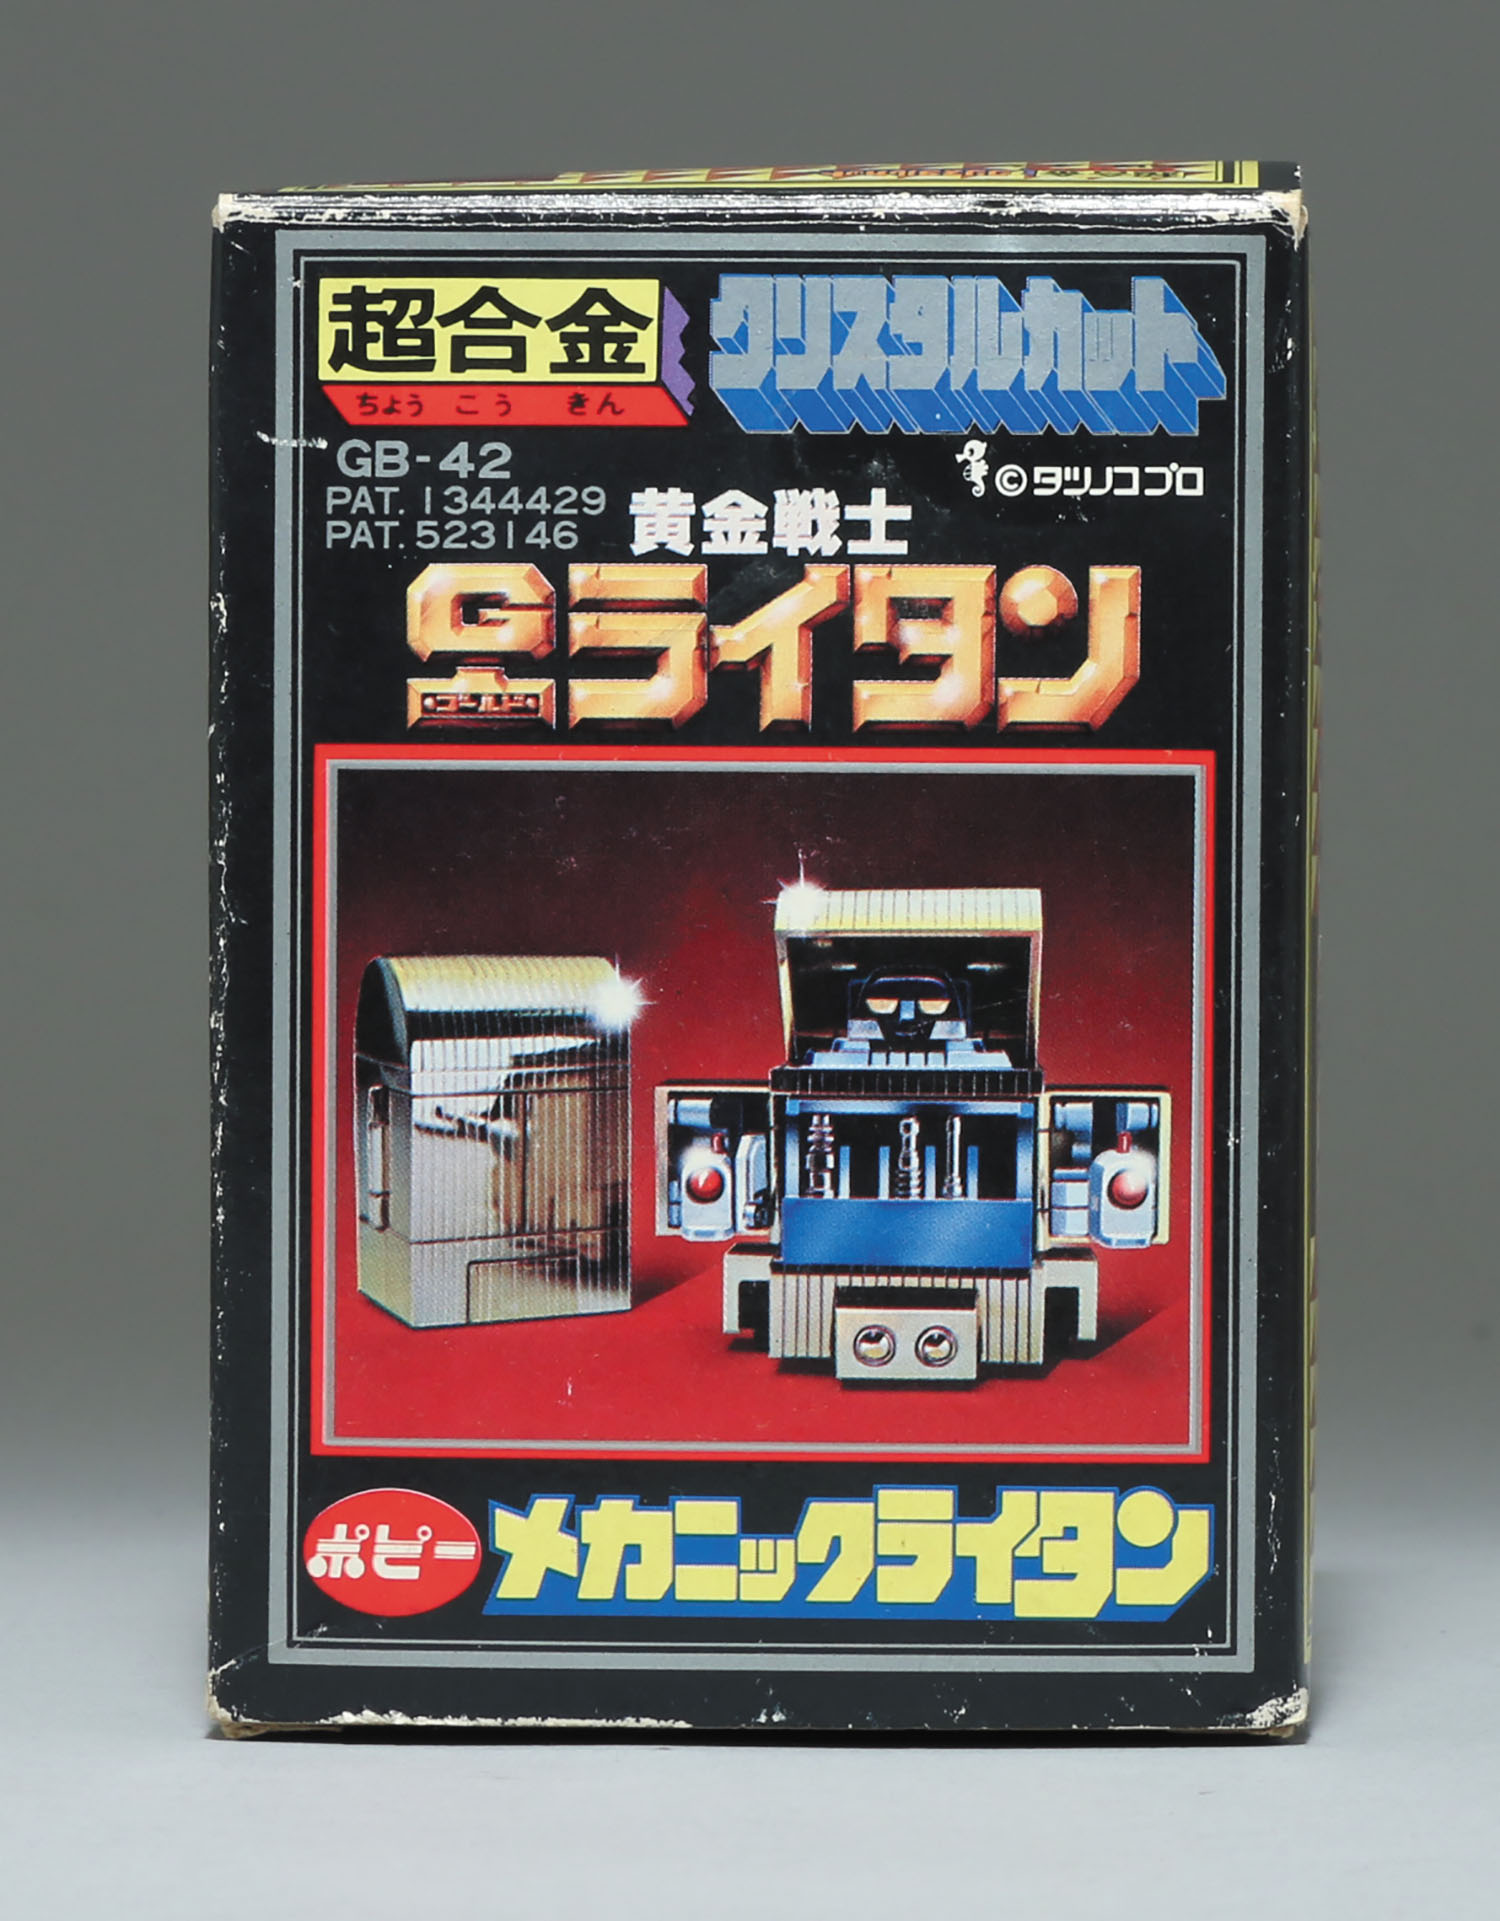 超合金
ちょうこうきん
クリスタルカット
GB-42
PAT. 1344429
PAT. 523146
©タツノコプロ
黄金戦士
Gライタン
・ゴールド・
ポピー
メカニックライタン